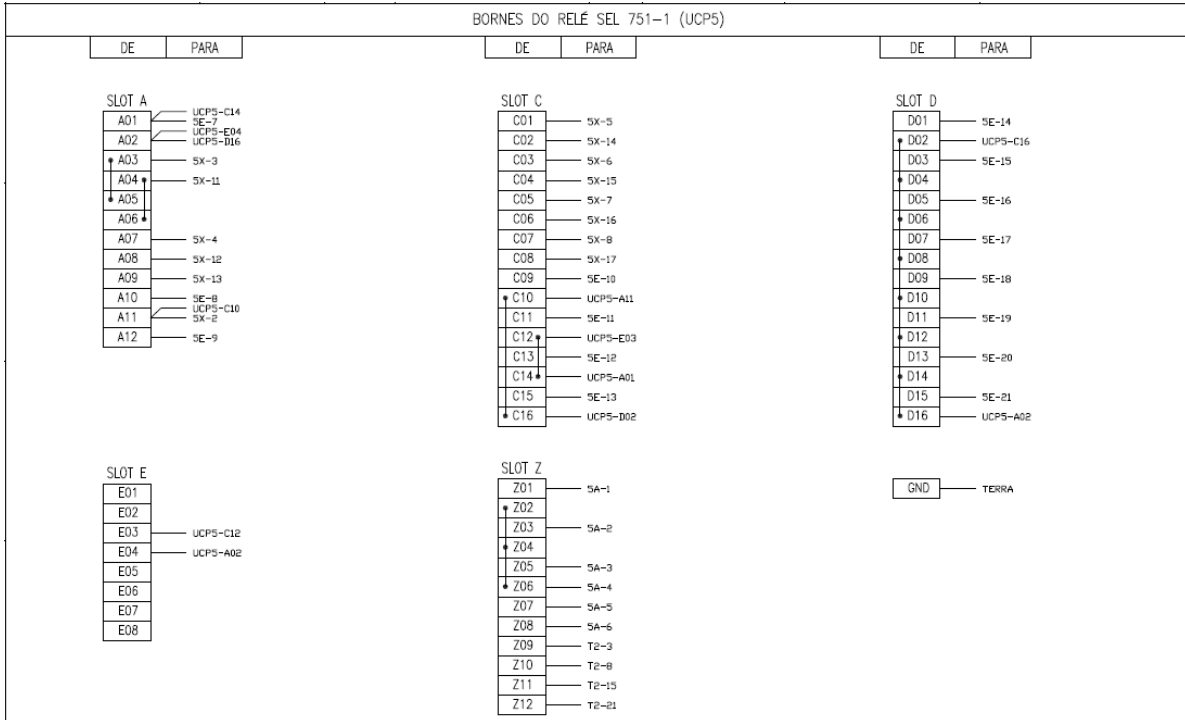 BORNES DO RELÉ SEL 751-1 (UCP5)
DE PARA
DE PARA
DE PARA
SLOT A
UCP5-C14
A01 5E-7
UCP5-E04
A02 UCP5-D16
A03 5X-3
A04 5X-11
A05
A06
A07 5X-4
A08 5X-12
A09 5X-13
A10 5E-8
UCP5-C10
A11 5X-2
A12 5E-9
SLOT C
C01 5X-5
C02 5X-14
C03 5X-6
C04 5X-15
C05 5X-7
C06 5X-16
C07 5X-8
C08 5X-17
C09 5E-10
C10 UCP5-A11
C11 5E-11
C12 UCP5-E03
C13 5E-12
C14 UCP5-A01
C15 5E-13
C16 UCP5-D02
SLOT D
D01 5E-14
D02 UCP5-C16
D03 5E-15
D04
D05 5E-16
D06
D07 5E-17
D08
D09 5E-18
D10
D11 5E-19
D12
D13 5E-20
D14
D15 5E-21
D16 UCP5-A02
SLOT E
E01
E02
E03 UCP5-C12
E04 UCP5-A02
E05
E06
E07
E08
SLOT Z
Z01 5A-1
Z02
Z03 5A-2
Z04
Z05 5A-3
Z06 5A-4
Z07 5A-5
Z08 5A-6
Z09 T2-3
Z10 T2-8
Z11 T2-15
Z12 T2-21
GND TERRA